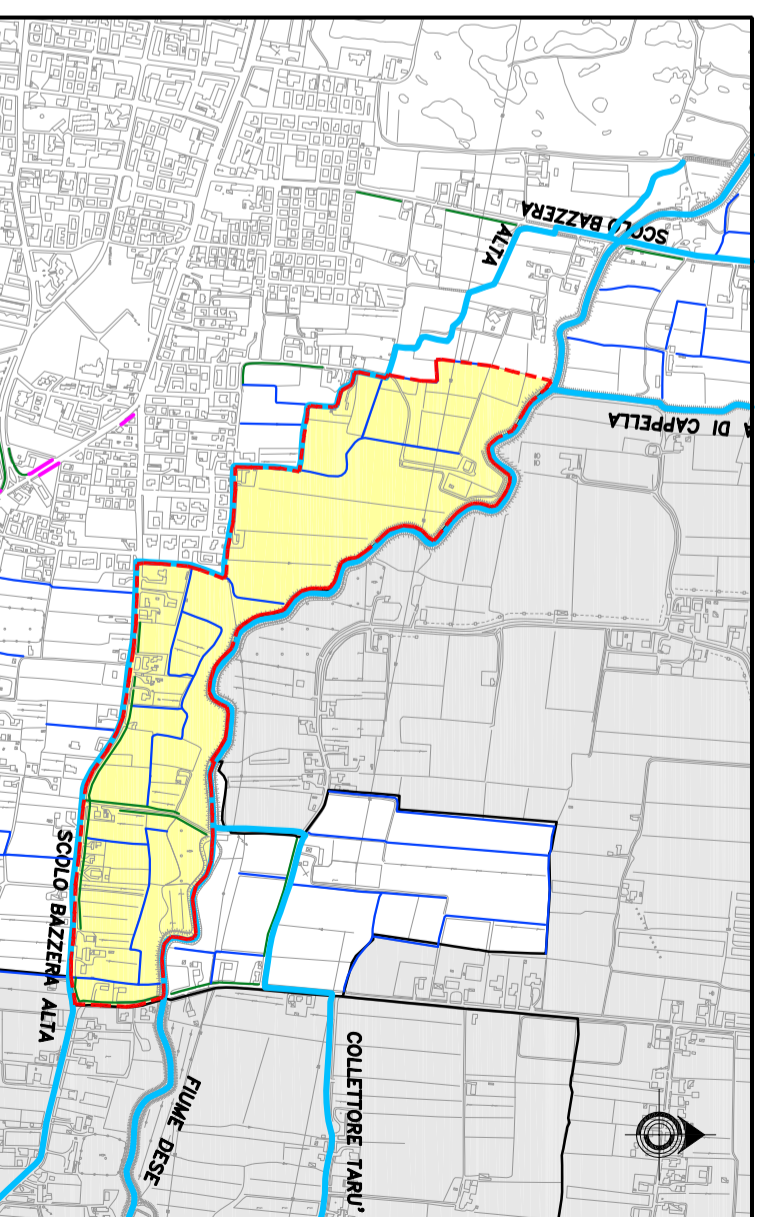 SCOLO BAZZERA
ALTA
A DI CAPPELLA
SCOLO BAZZERA ALTA
COLLETTORE TARU'
FIUME DESE